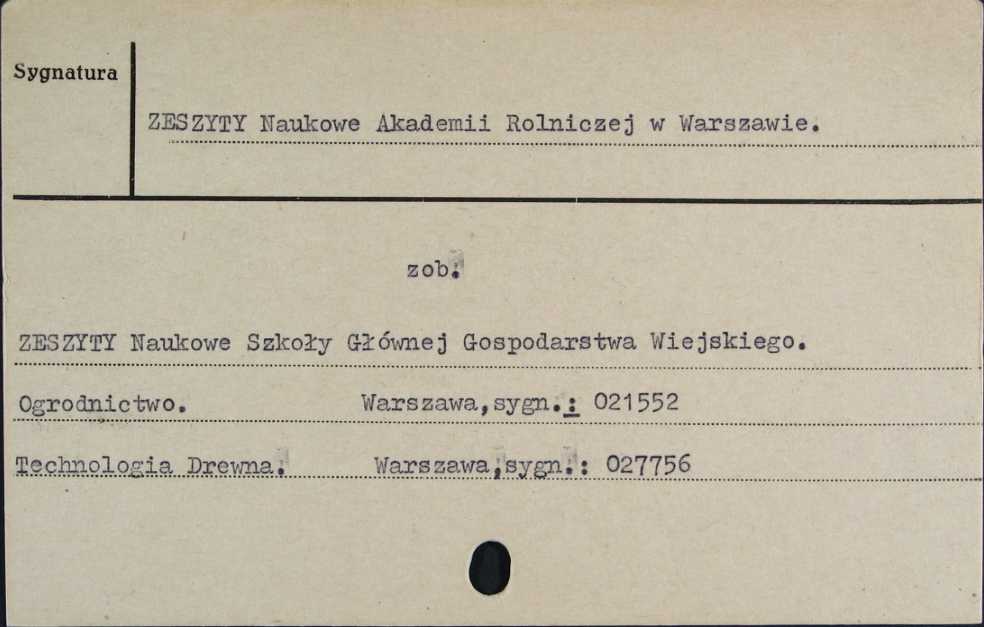 Sygnatura
ZESZYTY Naukowe Akademii Rolniczej w Warszawie.
zob.
ZESZYTY Naukowe Szkoły Głównej Gospodarstwa Wiejskiego.
Ogrodnictwo. Warszawa,sygn.: 021552
Technologia Drewna. Warszawa,sygn.: 027756